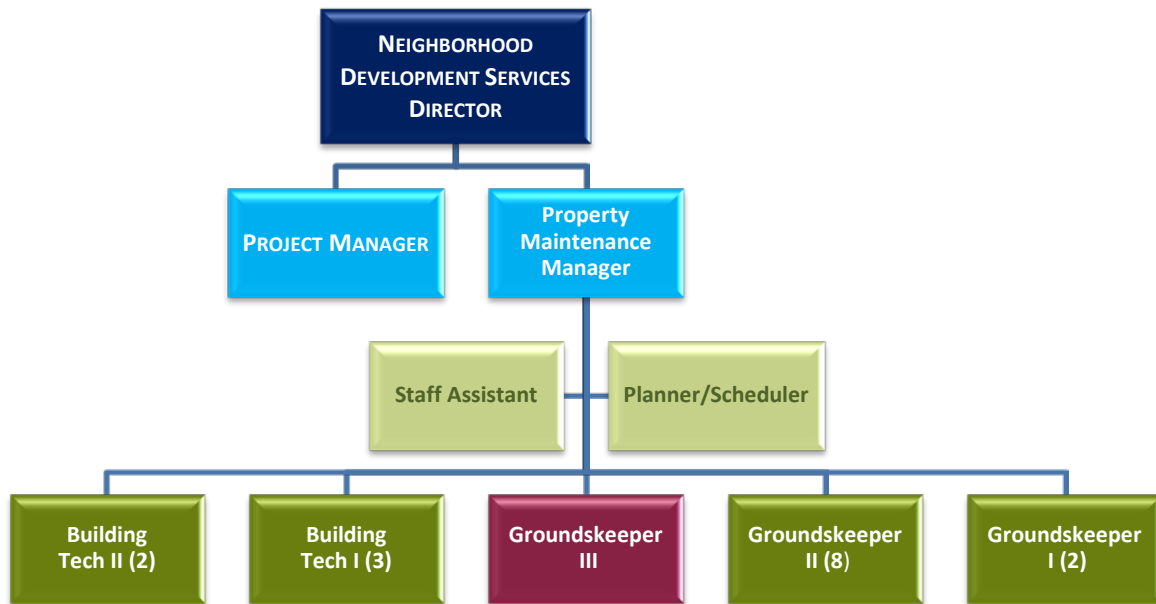 NEIGHBORHOOD
DEVELOPMENT SERVICES
DIRECTOR
PROJECT MANAGER
Property
Maintenance
Manager
Staff Assistant
Planner/Scheduler
Building
Tech II (2)
Building
Tech I (3)
Groundskeeper
III
Groundskeeper
II (8)
Groundskeeper
I (2)